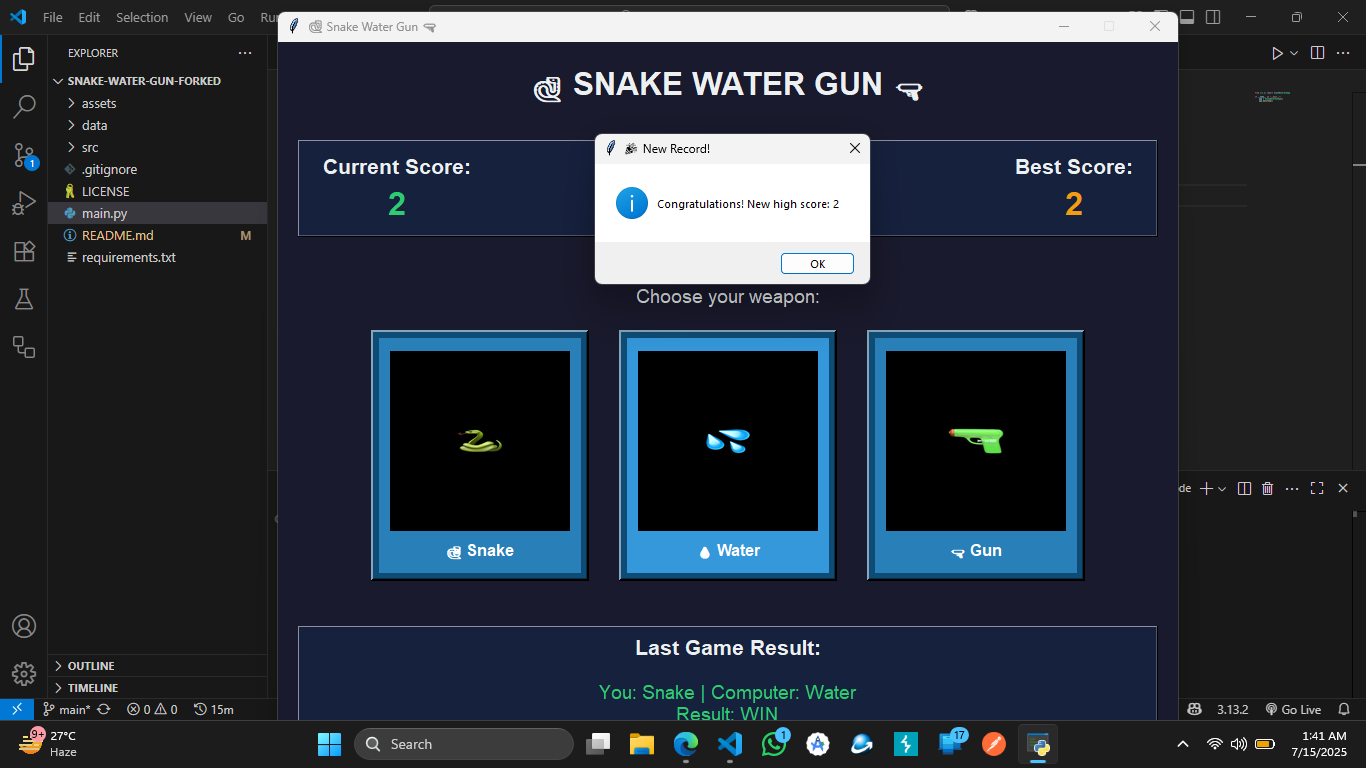 File Edit Selection View Go
Snake Water Gun
EXPLORER
SNAKE-WATER-GUN-FORKED
assets
data
src
.gitignore
LICENSE
main.py
README.md M
requirements.txt
SNAKE WATER GUN
Current Score:
2
Best Score:
2
New Record!
Congratulations! New high score: 2
OK
Choose your weapon:
Snake
Water
Gun
Last Game Result:
You: Snake | Computer: Water
Result: WIN
1
OUTLINE
TIMELINE
main* 0 0 15m
3.13.2 Go Live
9+
27°C
Haze
Search
1
17
1:41 AM
7/15/2025